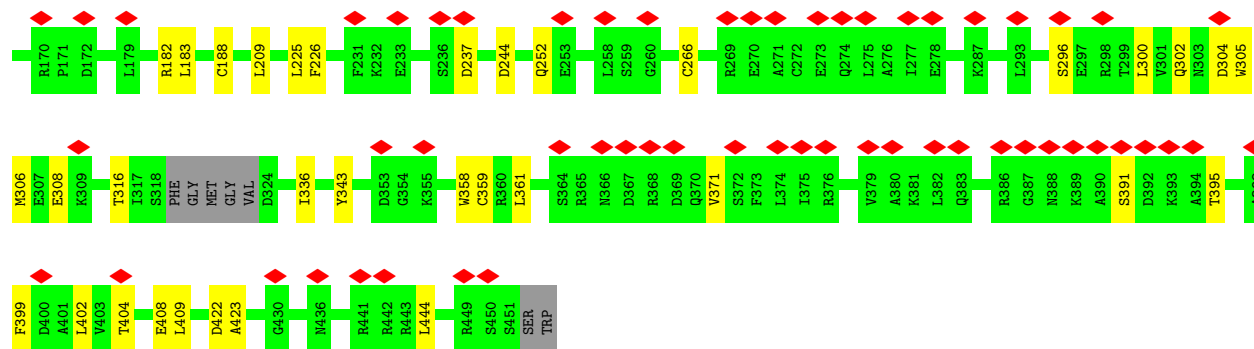 R170
P171
D172
L179
R182
L183
C188
L209
L225
F226
F231
K232
E233
S236
D237
D244
Q252
E253
L258
S259
G260
C266
R269
E270
A271
C272
E273
Q274
L275
A276
I277
E278
K287
L293
S296
E297
R298
T299
L300
V301
Q302
N303
D304
W305
M306
E307
E308
K309
T316
I317
S318
PHE
GLY
MET
GLY
VAL
D324
I336
Y343
D353
G354
K355
W358
C359
R360
L361
S364
R365
N366
D367
R368
D369
Q370
V371
S372
F373
L374
I375
R376
V379
A380
K381
L382
Q383
R386
G387
N388
K389
A390
S391
D392
K393
A394
T395
F399
D400
A401
L402
V403
T404
E408
L409
D422
A423
G430
N436
R441
R442
R443
L444
R449
S450
S451
SER
TRP